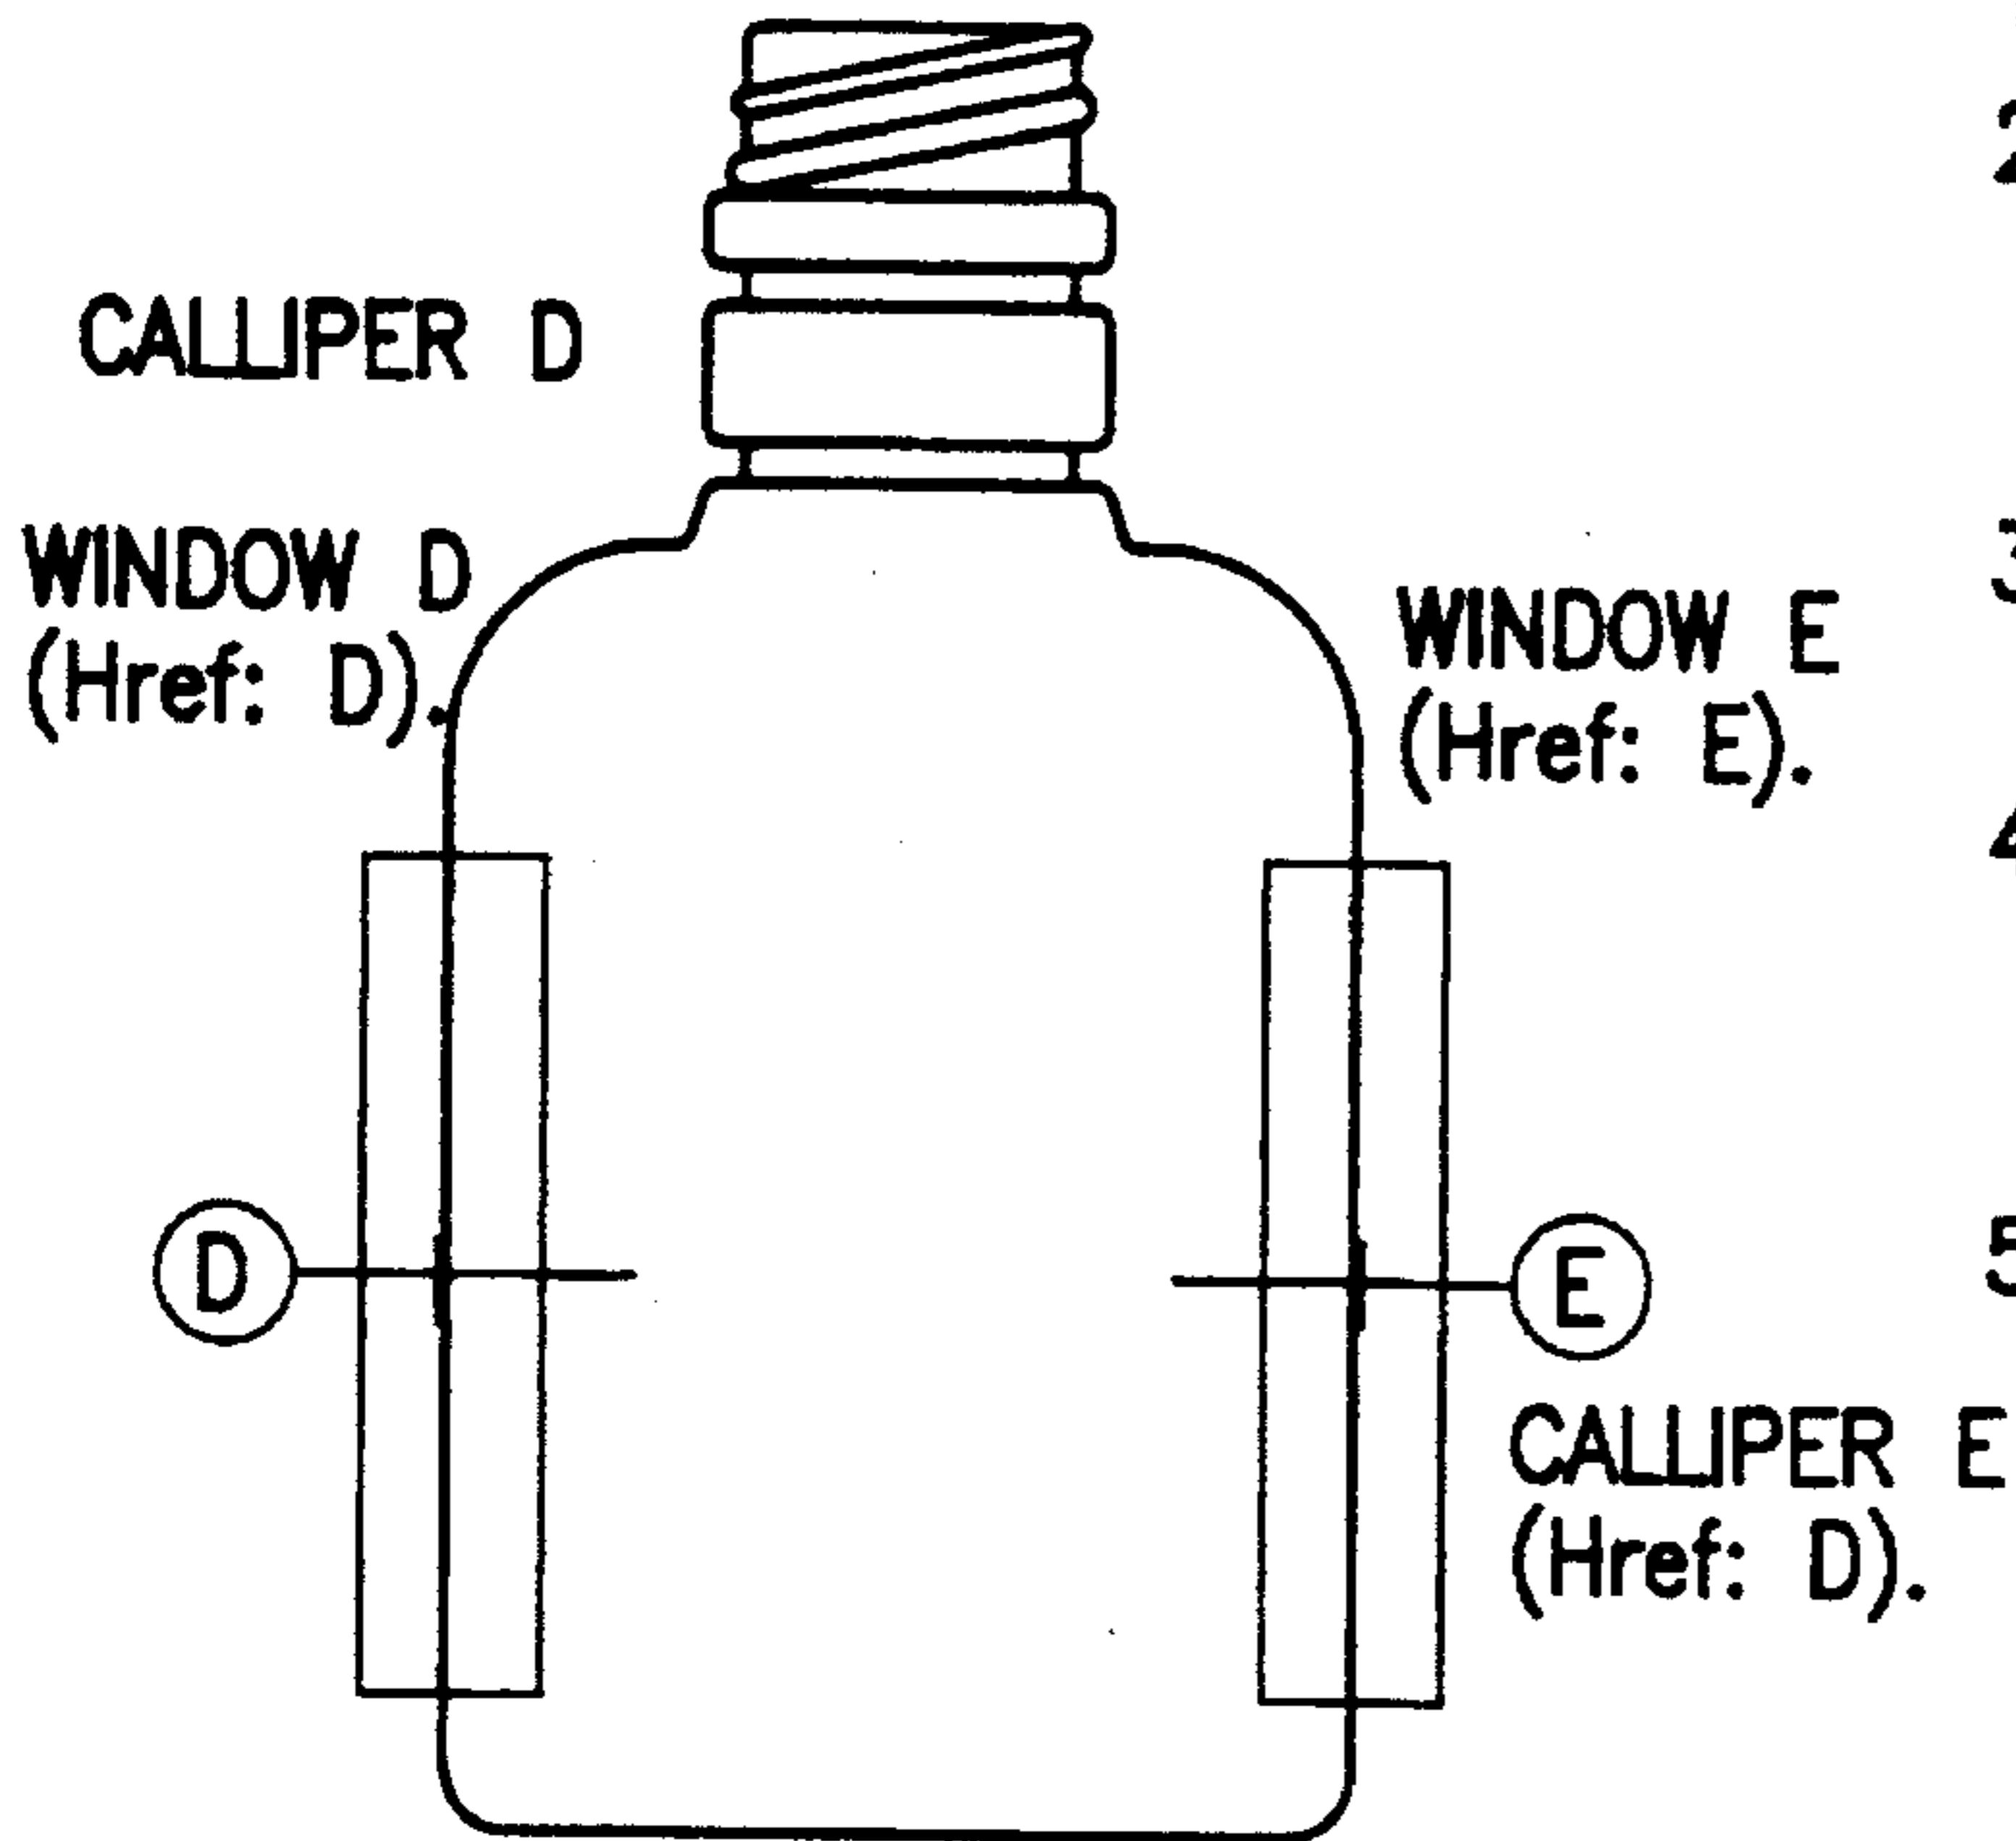 CALLIPER D
WINDOW D
(Href: D).
WINDOW E
(Href: E).
D
E
CALLIPER E
(Href: D).